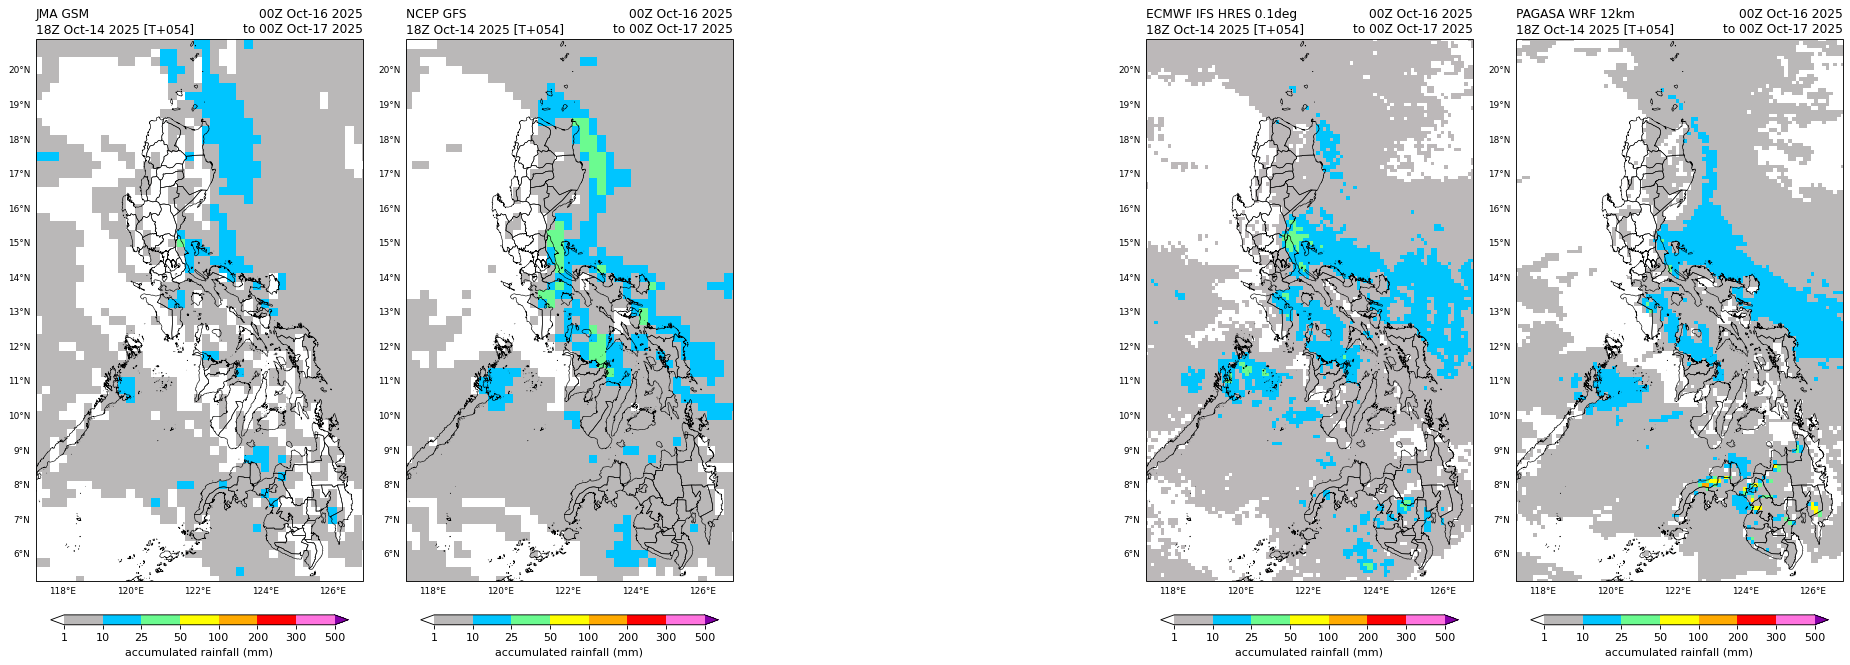 JMA GSM 00Z Oct-16 2025
18Z Oct-14 2025 [T+054] to 00Z Oct-17 2025
20°N
19°N
18°N
17°N
16°N
15°N
14°N
13°N
12°N
11°N
10°N
9°N
8°N
7°N
6°N
118°E 120°E 122°E 124°E 126°E
1 10 25 50 100 200 300 500
accumulated rainfall (mm)
NCEP GFS 00Z Oct-16 2025
18Z Oct-14 2025 [T+054] to 00Z Oct-17 2025
20°N
19°N
18°N
17°N
16°N
15°N
14°N
13°N
12°N
11°N
10°N
9°N
8°N
7°N
6°N
118°E 120°E 122°E 124°E 126°E
1 10 25 50 100 200 300 500
accumulated rainfall (mm)
ECMWF IFS HRES 0.1deg 00Z Oct-16 2025
18Z Oct-14 2025 [T+054] to 00Z Oct-17 2025
20°N
19°N
18°N
17°N
16°N
15°N
14°N
13°N
12°N
11°N
10°N
9°N
8°N
7°N
6°N
118°E 120°E 122°E 124°E 126°E
1 10 25 50 100 200 300 500
accumulated rainfall (mm)
PAGASA WRF 12km 00Z Oct-16 2025
18Z Oct-14 2025 [T+054] to 00Z Oct-17 2025
20°N
19°N
18°N
17°N
16°N
15°N
14°N
13°N
12°N
11°N
10°N
9°N
8°N
7°N
6°N
118°E 120°E 122°E 124°E 126°E
1 10 25 50 100 200 300 500
accumulated rainfall (mm)